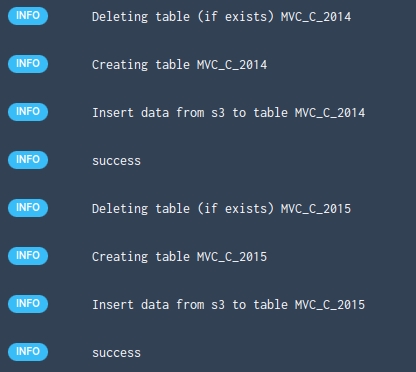 INFO Deleting table (if exists) MVC_C_2014
INFO Creating table MVC_C_2014
INFO Insert data from s3 to table MVC_C_2014
INFO success
INFO Deleting table (if exists) MVC_C_2015
INFO Creating table MVC_C_2015
INFO Insert data from s3 to table MVC_C_2015
INFO success